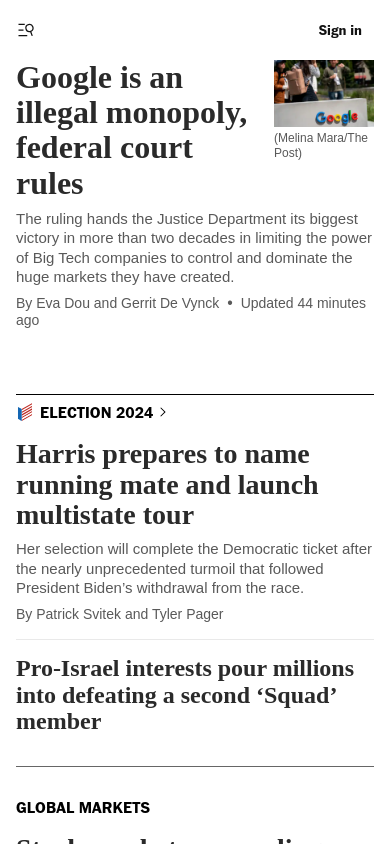 Sign in
Google is an
illegal monopoly,
federal court
rules
Google
(Melina Mara/The
Post)
The ruling hands the Justice Department its biggest
victory in more than two decades in limiting the power
of Big Tech companies to control and dominate the
huge markets they have created.
By Eva Dou and Gerrit De Vynck • Updated 44 minutes
ago
ELECTION 2024
Harris prepares to name
running mate and launch
multistate tour
Her selection will complete the Democratic ticket after
the nearly unprecedented turmoil that followed
President Biden’s withdrawal from the race.
By Patrick Svitek and Tyler Pager
Pro-Israel interests pour millions
into defeating a second ‘Squad’
member
GLOBAL MARKETS